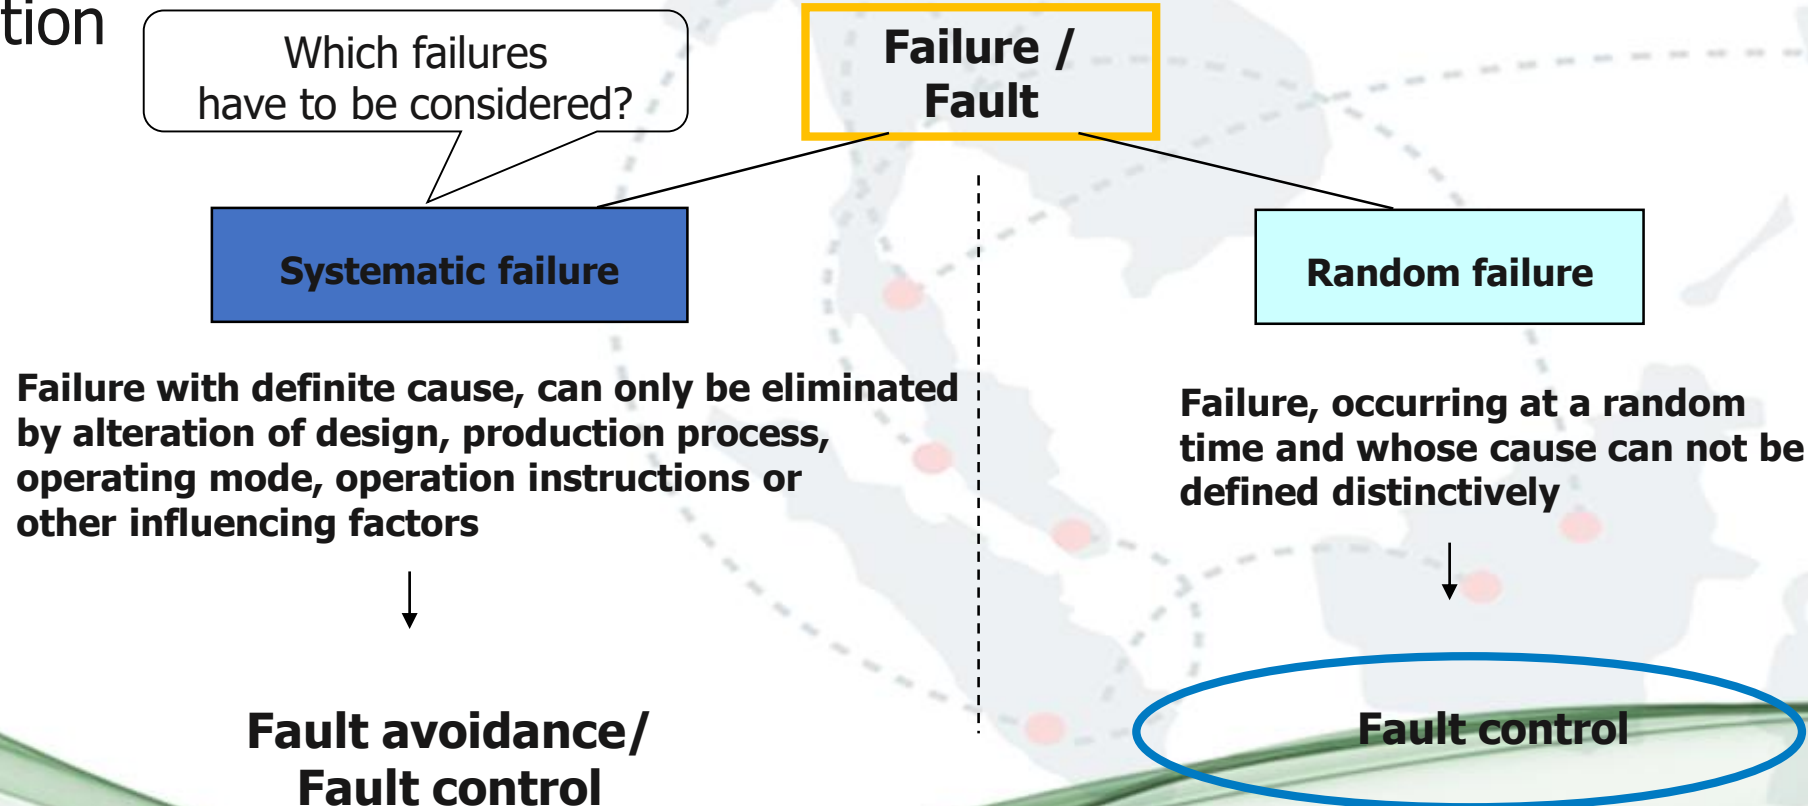 tion
Which failures
have to be considered?
Failure /
Fault
Systematic failure
Random failure
Failure with definite cause, can only be eliminated
by alteration of design, production process,
operating mode, operation instructions or
other influencing factors
Failure, occurring at a random
time and whose cause can not be
defined distinctively
Fault avoidance/
Fault control
Fault control